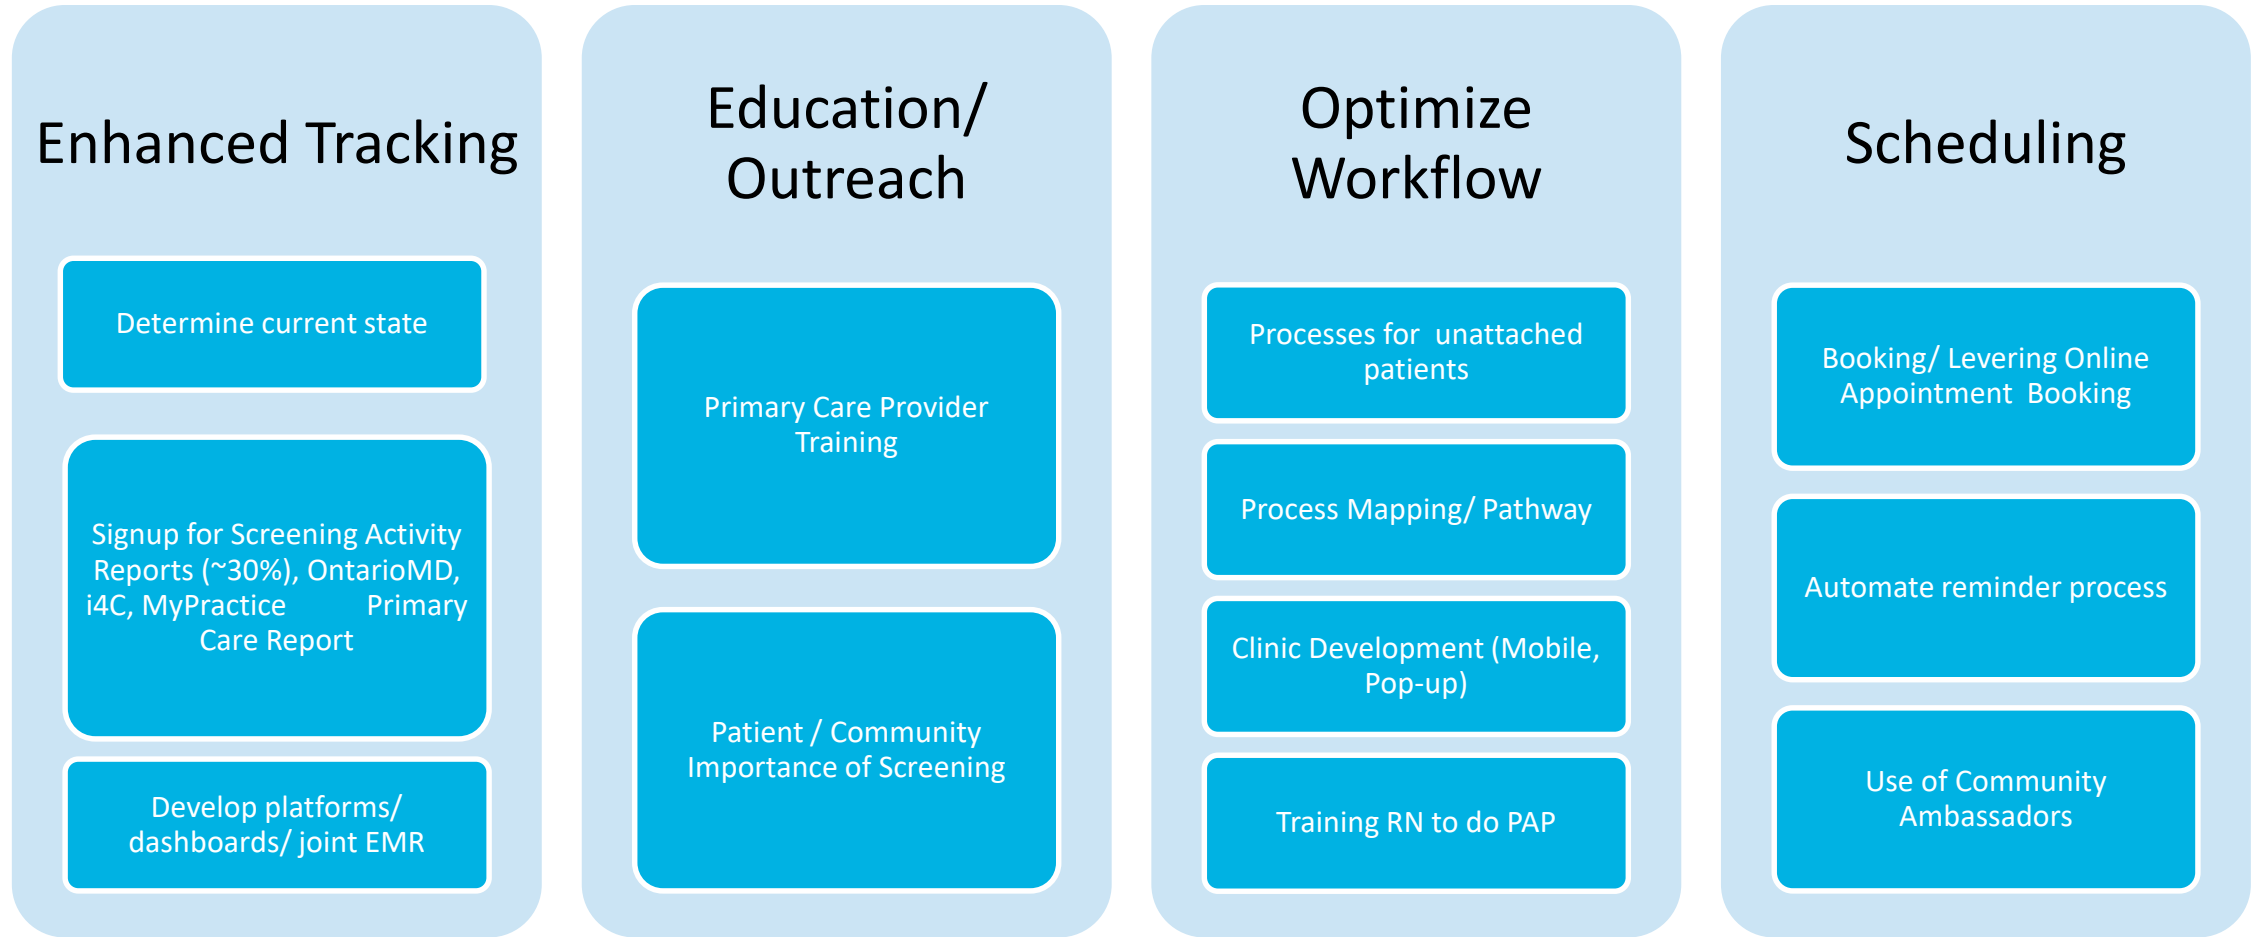 Enhanced Tracking
Determine current state
Signup for Screening Activity
Reports (~30%), OntarioMD,
i4C, MyPractice Primary
Care Report
Develop platforms/
dashboards/ joint EMR
Education/
Outreach
Primary Care Provider
Training
Patient / Community
Importance of Screening
Optimize
Workflow
Processes for unattached
patients
Process Mapping/ Pathway
Clinic Development (Mobile,
Pop-up)
Training RN to do PAP
Scheduling
Booking/ Levering Online
Appointment Booking
Automate reminder process
Use of Community
Ambassadors